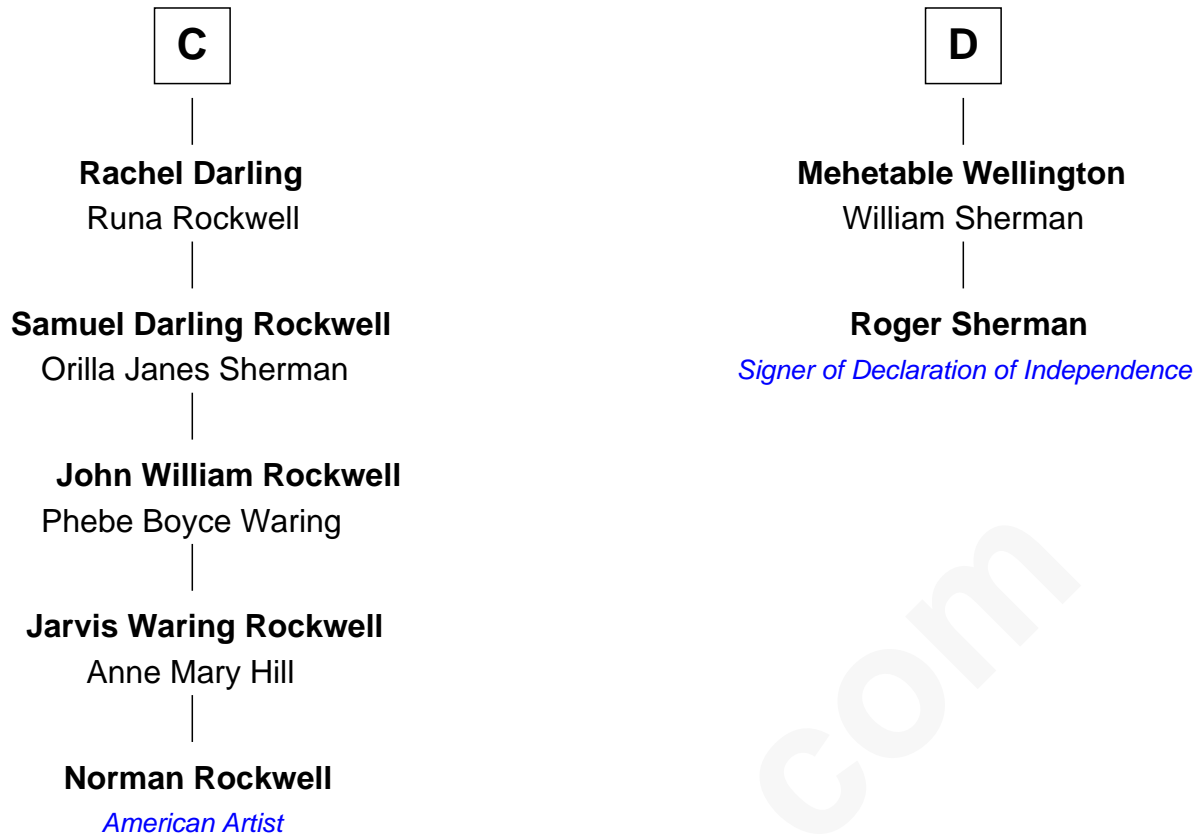 C
Rachel Darling
Runa Rockwell
Samuel Darling Rockwell
Orilla Janes Sherman
John William Rockwell
Phebe Boyce Waring
Jarvis Waring Rockwell
Anne Mary Hill
Norman Rockwell
American Artist
D
Mehetable Wellington
William Sherman
Roger Sherman
Signer of Declaration of Independence
com